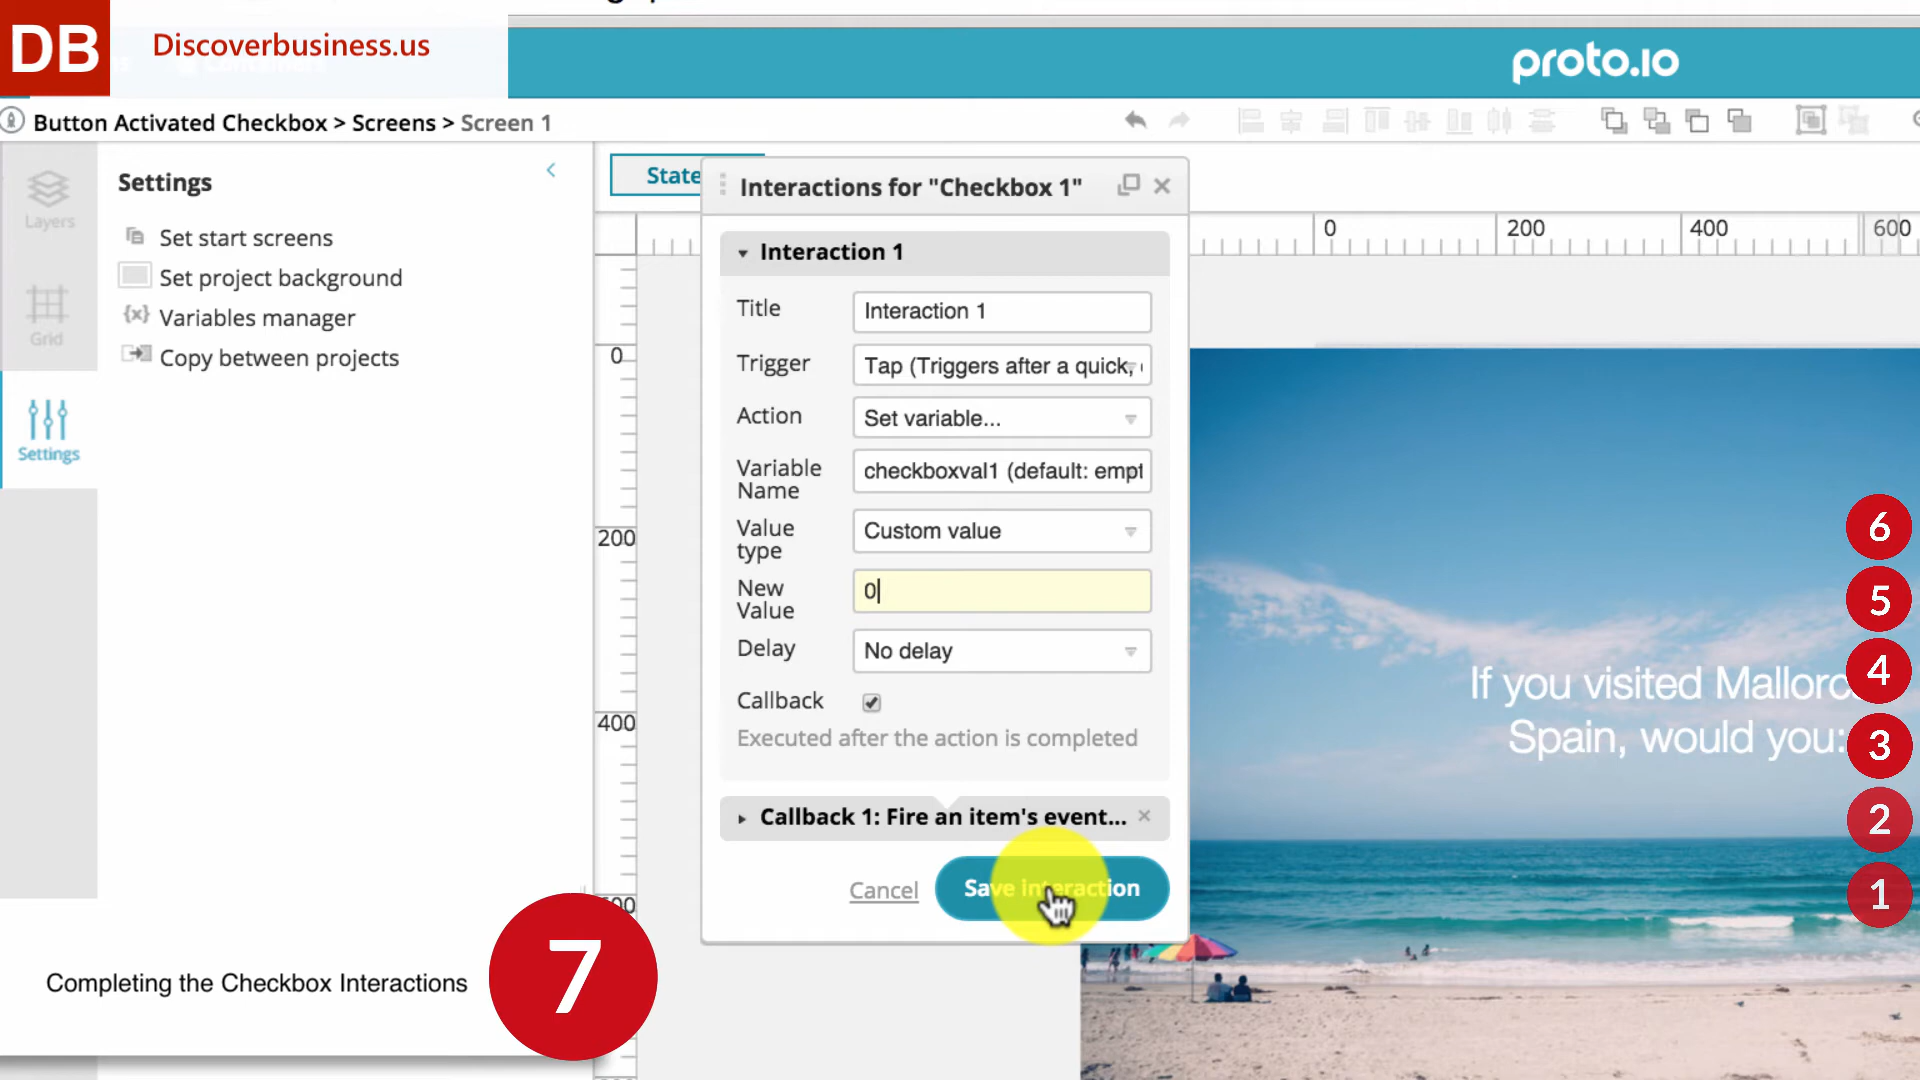 DB
Discoverbusiness.us
proto.io
Button Activated Checkbox > Screens > Screen 1
Layers
Grid
Settings
Settings
Set start screens
Set project background
Variables manager
Copy between projects
State
Interactions for "Checkbox 1"
Interaction 1
Title
Interaction 1
Trigger
Tap (Triggers after a quick,
Action
Set variable...
Variable
Name
checkboxval1 (default: empt
Value
type
Custom value
New
Value
0
Delay
No delay
Callback
Executed after the action is completed
Callback 1: Fire an item's event...
Cancel
Save interaction
0
200
400
600
0
200
400
If you visited Mallorc
Spain, would you:
6
5
4
3
2
1
Completing the Checkbox Interactions
7